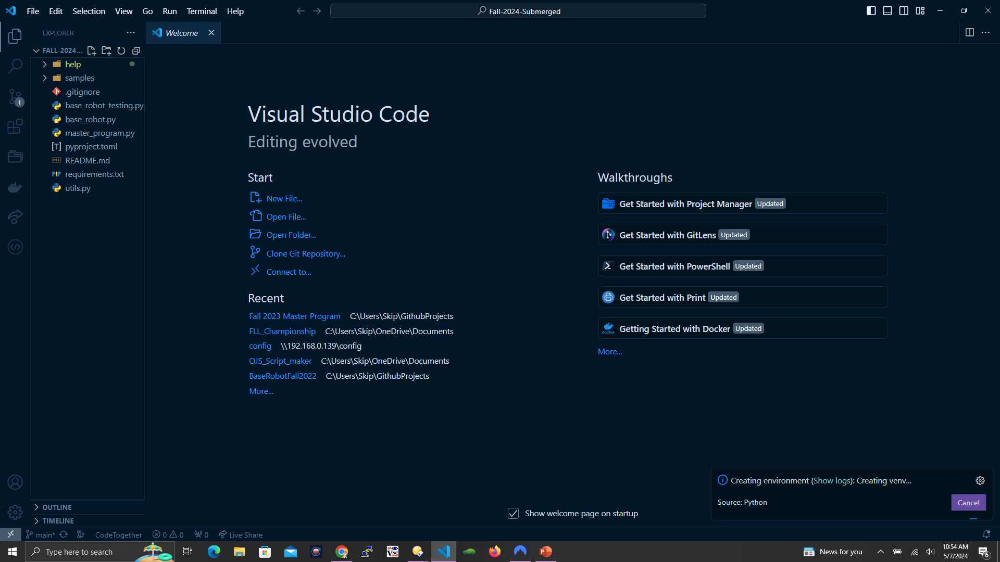 File Edit Selection View Go Run Terminal Help
Fall-2024-Submerged
EXPLORER
Welcome
FALL-2024...
help
samples
.gitignore
base_robot_testing.py
base_robot.py
master_program.py
pyproject.toml
README.md
requirements.txt
utils.py
1
OUTLINE
TIMELINE
Visual Studio Code
Editing evolved
Start
New File...
Open File...
Open Folder...
Clone Git Repository...
Connect to...
Recent
Fall 2023 Master Program C:\Users\Skip\GithubProjects
FLL_Championship C:\Users\Skip\OneDrive\Documents
config \\192.168.0.139\config
OJS_Script_maker C:\Users\Skip\OneDrive\Documents
BaseRobotFall2022 C:\Users\Skip\GithubProjects
More...
Walkthroughs
Get Started with Project Manager Updated
Get Started with GitLens Updated
Get Started with PowerShell Updated
Get Started with Print Updated
docker Getting Started with Docker Updated
More...
Show welcome page on startup
Creating environment (Show logs): Creating venv...
Source: Python
Cancel
main* CodeTogether 0 0 0 Live Share
Type here to search
News for you
10:54 AM
5/7/2024
6